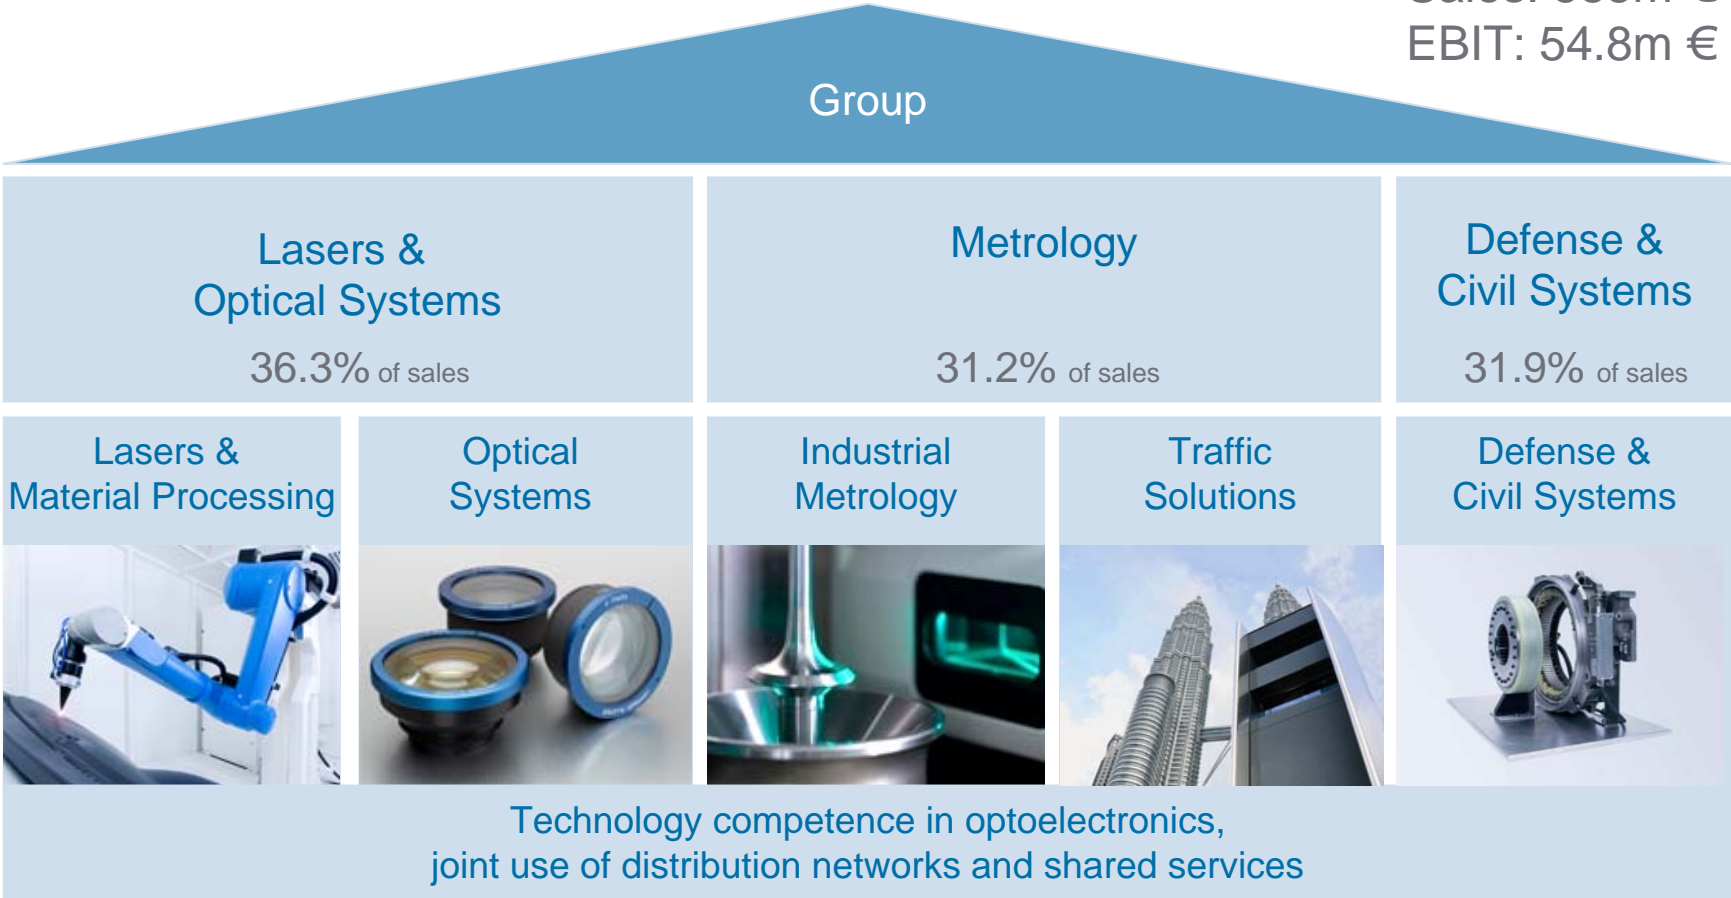 EBIT: 54.8m €
Group
Lasers &
Optical Systems
36.3% of sales
Metrology
31.2% of sales
Defense &
Civil Systems
31.9% of sales
Lasers &
Material Processing
Optical
Systems
Industrial
Metrology
Traffic
Solutions
Defense &
Civil Systems
Technology competence in optoelectronics,
joint use of distribution networks and shared services